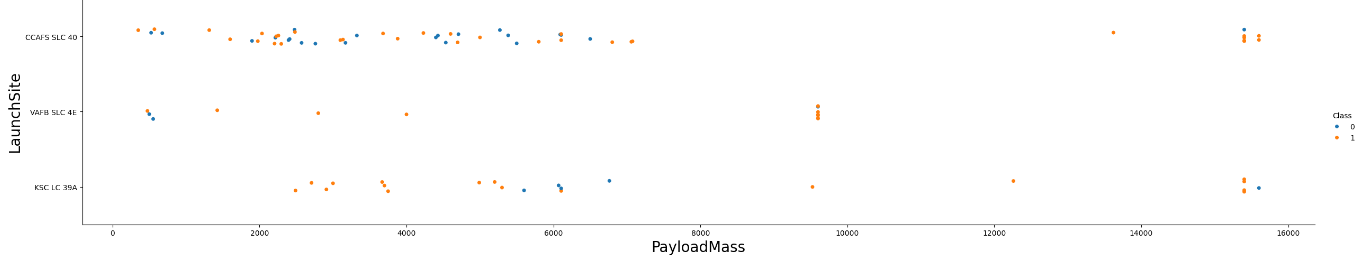 LaunchSite
CCAFS SLC 40
VAFB SLC 4E
KSC LC 39A
0 2000 4000 6000 8000 10000 12000 14000 16000
PayloadMass
Class
0
1